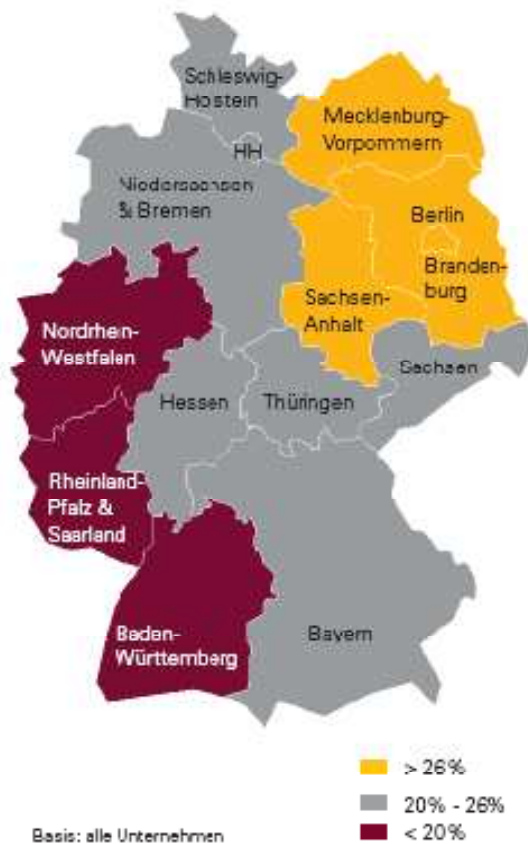 Schleswig-
Hostein
Mecklenburg-
Vorpommern
HH
Niedersachsen
& Bremen
Berlin
Branden-
burg
Sachsen-
Anhalt
Nordrhein-
Westfalen
Sachsen
Hessen
Thüringen
Rheinland-
Pfalz &
Saarland
Baden-
Württemberg
Bayern
> 26%
20% - 26%
< 20%
Basis: alle Unternehmen